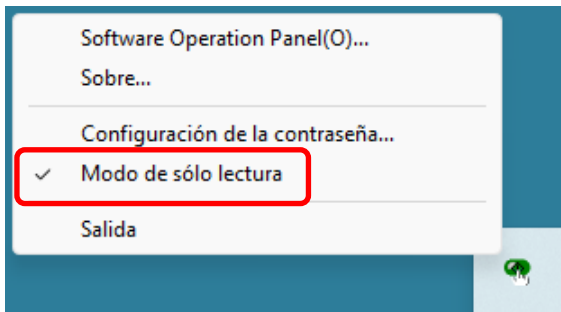 Software Operation Panel(O)...
Sobre...
Configuración de la contraseña...
Modo de sólo lectura
Salida